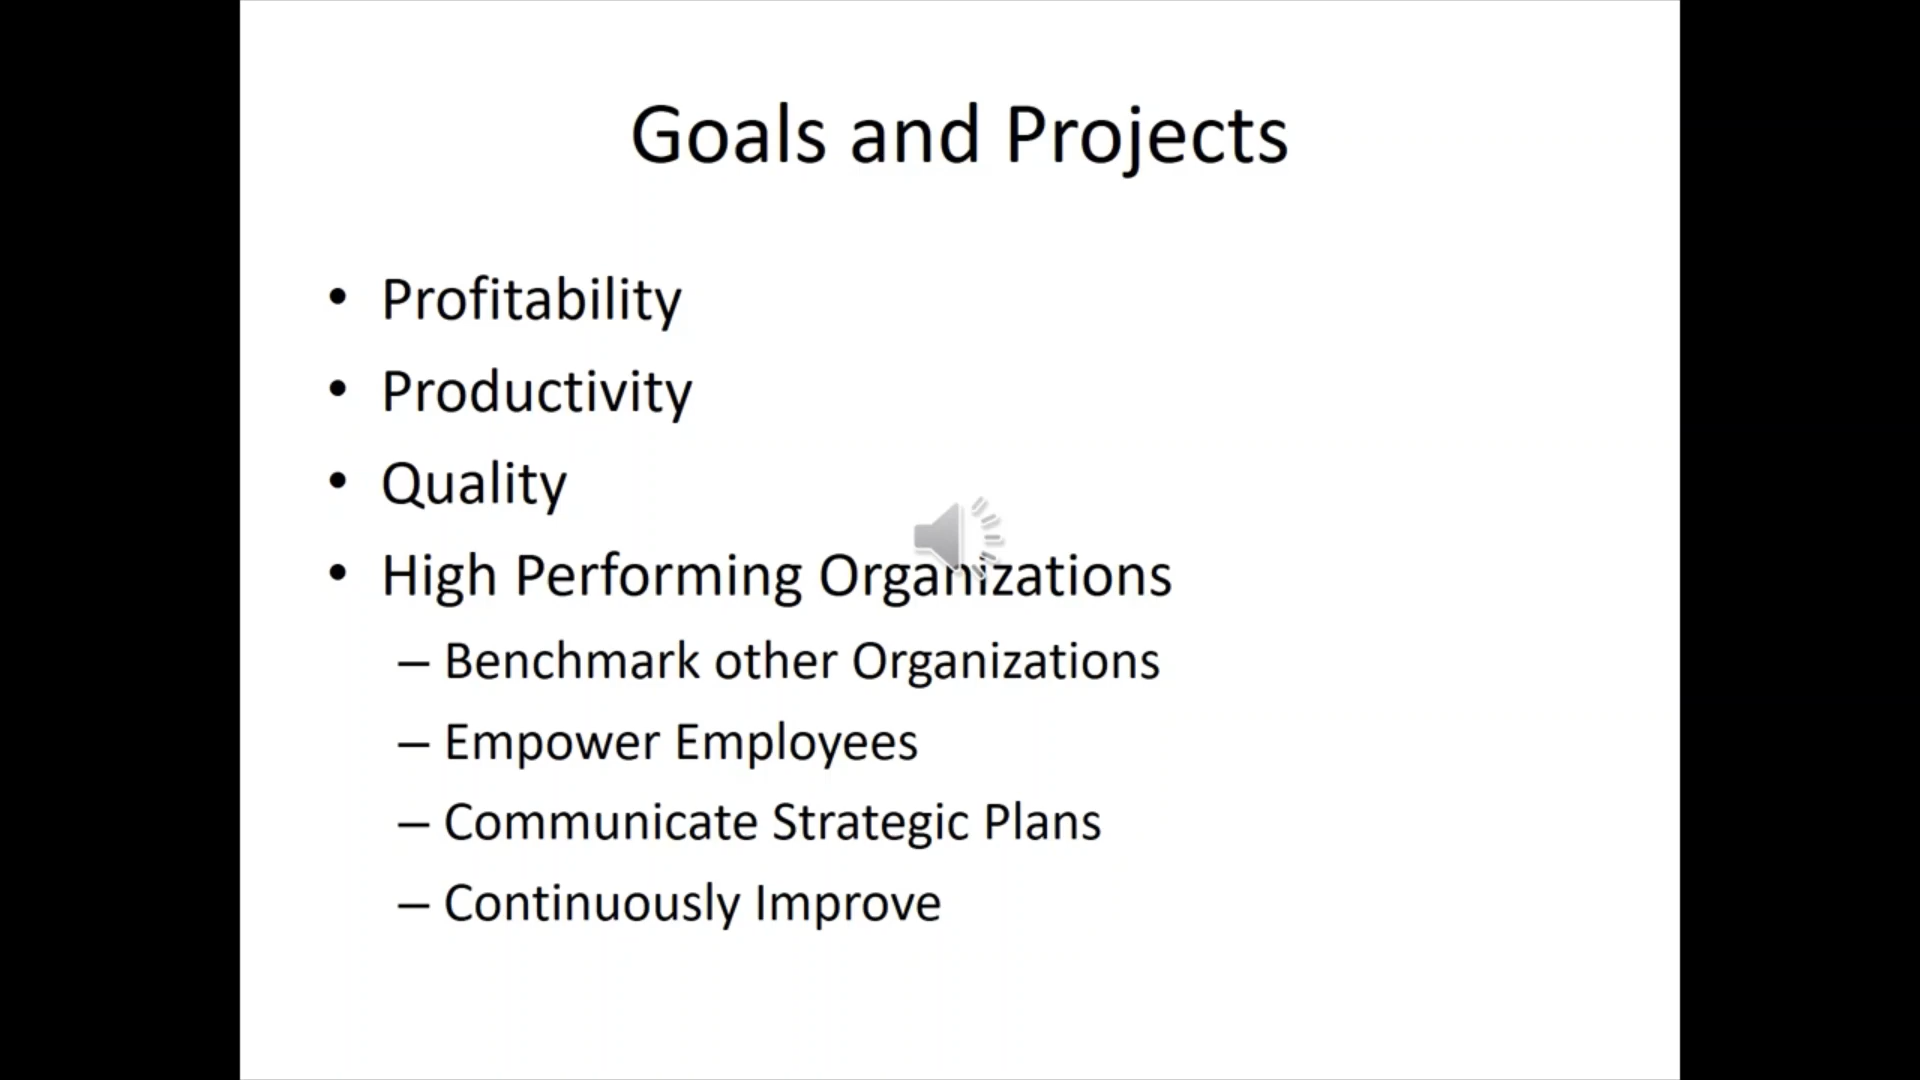 Goals and Projects
• Profitability
• Productivity
• Quality
• High Performing Organizations
– Benchmark other Organizations
– Empower Employees
– Communicate Strategic Plans
– Continuously Improve